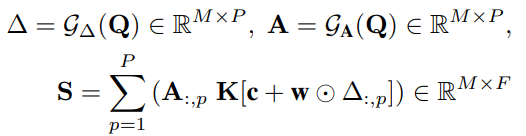 Δ = 𝒢_Δ(𝐐) ∈ ℝ^{M×P}, 𝐀 = 𝒢_𝐀(𝐐) ∈ ℝ^{M×P},
𝐒 = ∑_{p=1}^{P} (𝐀_{:,p} 𝐊[𝐜 + 𝐰 ⊙ Δ_{:,p}]) ∈ ℝ^{M×F}